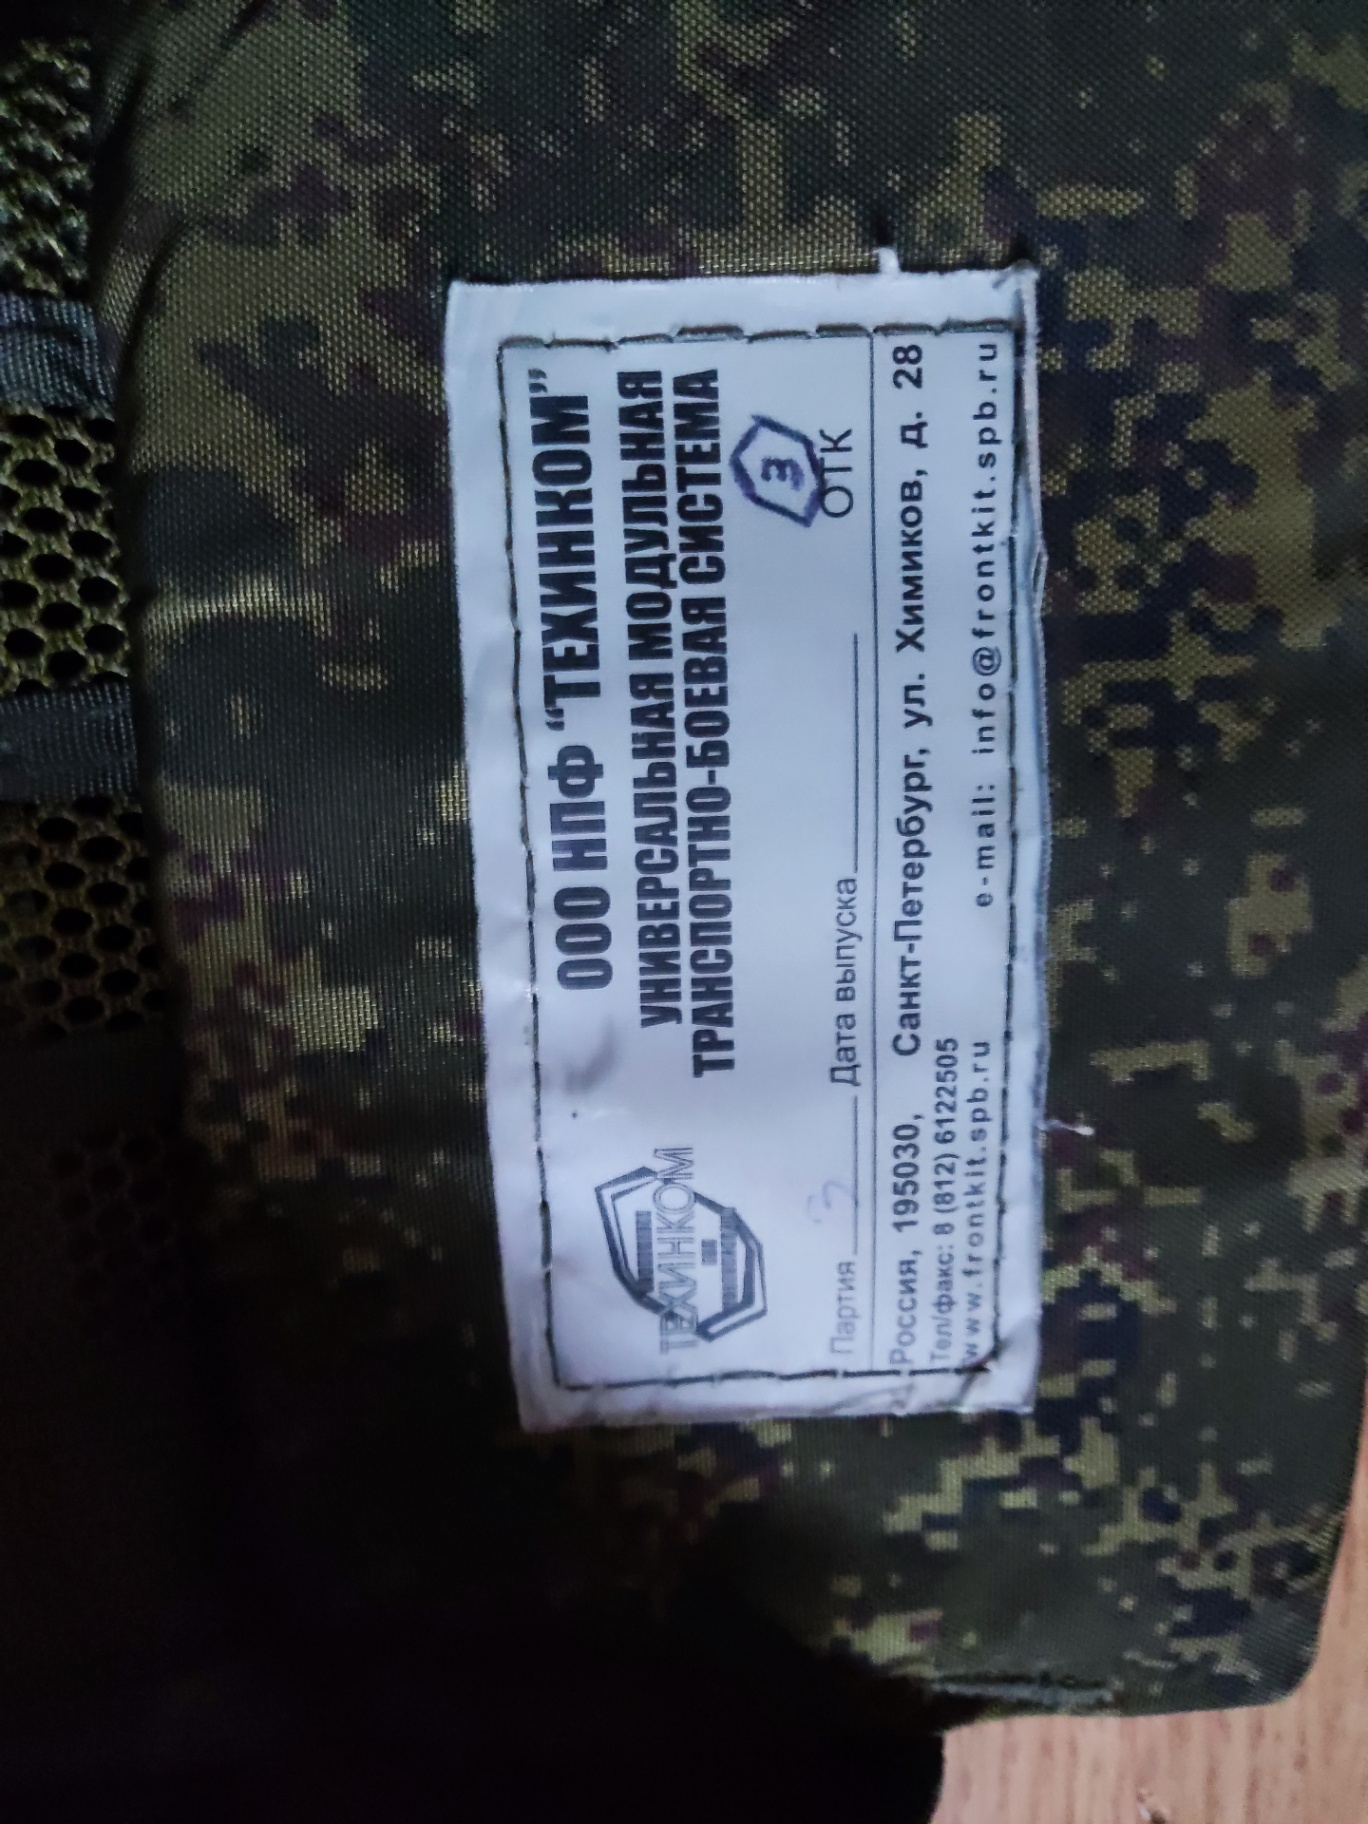 ООО НПФ “ТЕХИНКОМ”
УНИВЕРСАЛЬНАЯ МОДУЛЬНАЯ
ТРАНСПОРТНО-БОЕВАЯ СИСТЕМА
ТЕХИНКОМ
3
Партия 3 Дата выпуска ОТК
Россия, 195030, Санкт-Петербург, ул. Химиков, д. 28
Тел/факс: 8 (812) 6122505
www.frontkit.spb.ru e-mail: info@frontkit.spb.ru